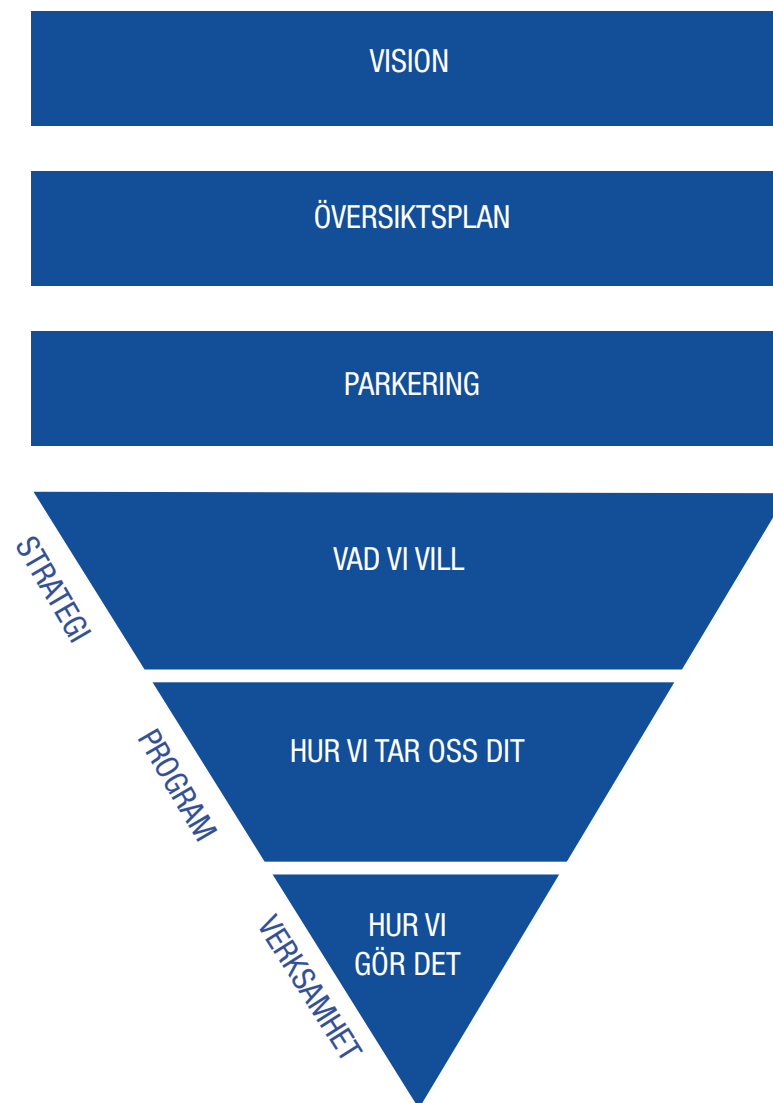 VISION
ÖVERSIKTSPLAN
PARKERING
STRATEGI
VAD VI VILL
PROGRAM
HUR VI TAR OSS DIT
VERKSAMHET
HUR VI
GÖR DET